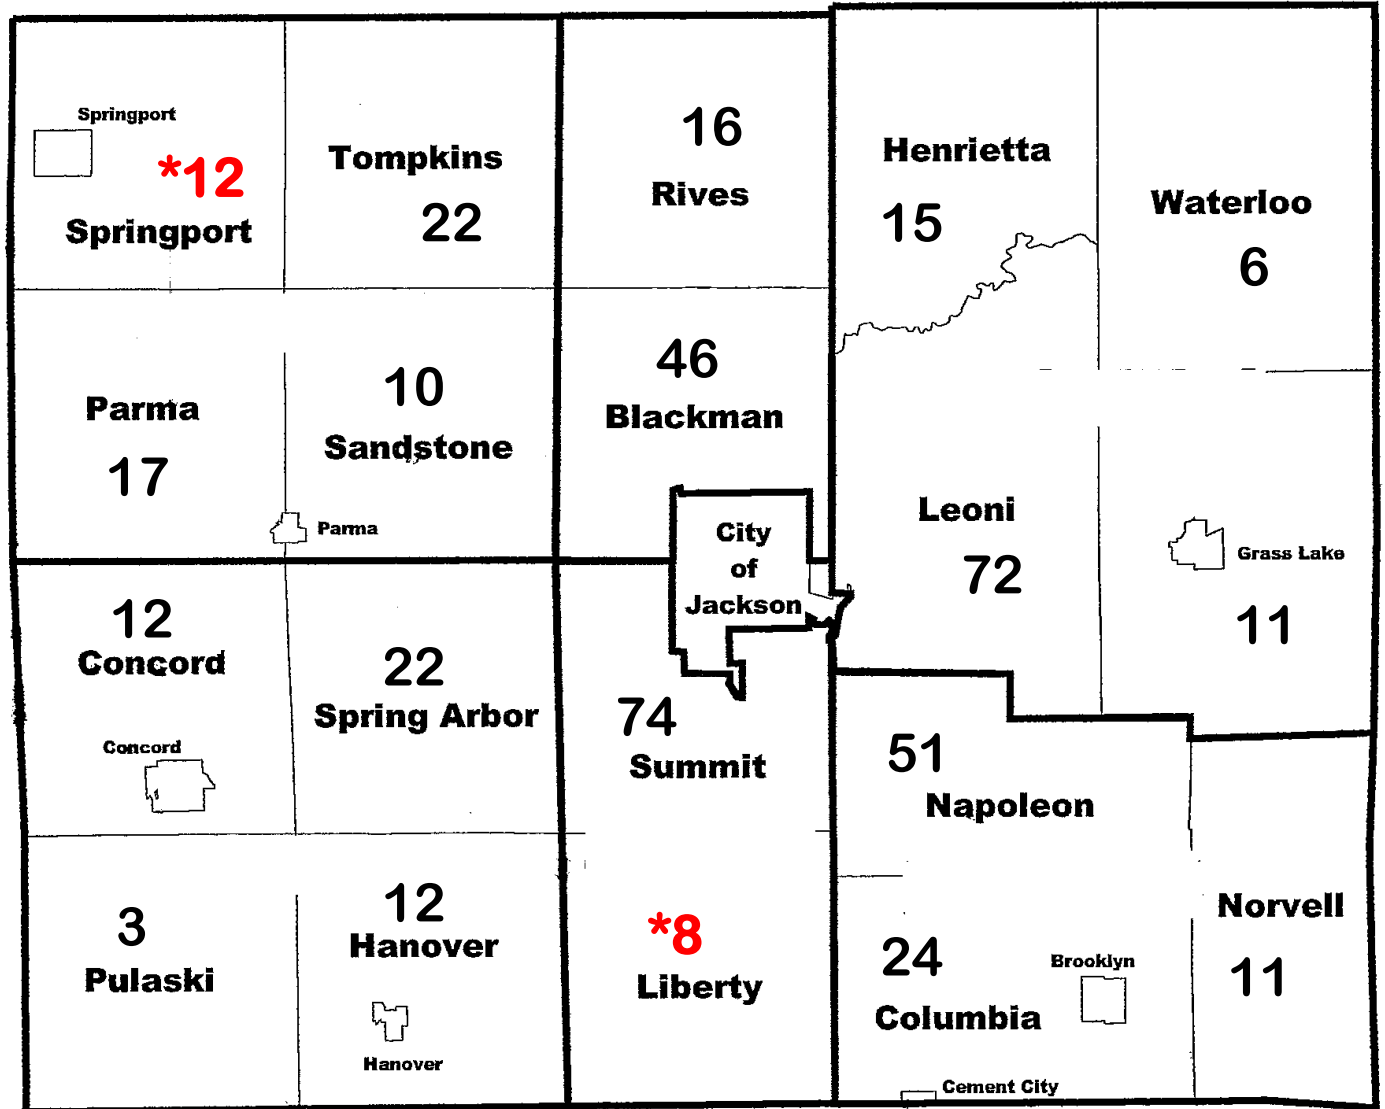 Springport
*12
Springport
Tompkins
22
16
Rives
Henrietta
15
Waterloo
6
Parma
17
10
Sandstone
Parma
46
Blackman
City
of
Jackson
Leoni
72
Grass Lake
11
12
Concord
Concord
22
Spring Arbor
74
Summit
51
Napoleon
3
Pulaski
12
Hanover
Hanover
*8
Liberty
24
Columbia
Brooklyn
Cement City
Norvell
11